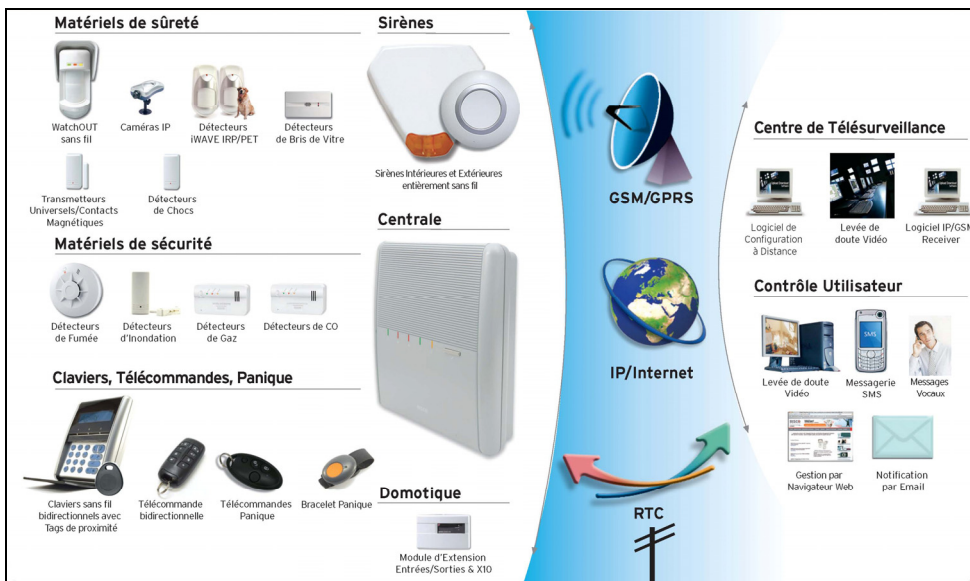 Matériels de sûreté
WatchOUT
sans fil
Caméras IP
Détecteurs
iWAVE IRP/PET
Détecteurs
de Bris de Vitre
Transmetteurs
Universels/Contacts
Magnétiques
Détecteurs
de Chocs
Matériels de sécurité
Détecteurs
de Fumée
Détecteurs
d'Inondation
Détecteurs
de Gaz
Détecteurs de CO
Claviers, Télécommandes, Panique
Claviers sans fil
bidirectionnels avec
Tags de proximité
Télécommande
bidirectionnelle
Télécommandes
Panique
Bracelet Panique
Sirènes
Sirènes Intérieures et Extérieures
entièrement sans fil
Centrale
Domotique
Module d'Extension
Entrées/Sorties & X10
GSM/GPRS
IP/Internet
RTC
Centre de Télésurveillance
Logiciel de
Configuration
à Distance
Levée de
doute Vidéo
Logiciel IP/GSM
Receiver
Contrôle Utilisateur
Levée de doute
Vidéo
SMS
Messagerie
SMS
Messages
Vocaux
Gestion par
Navigateur Web
Notification
par Email